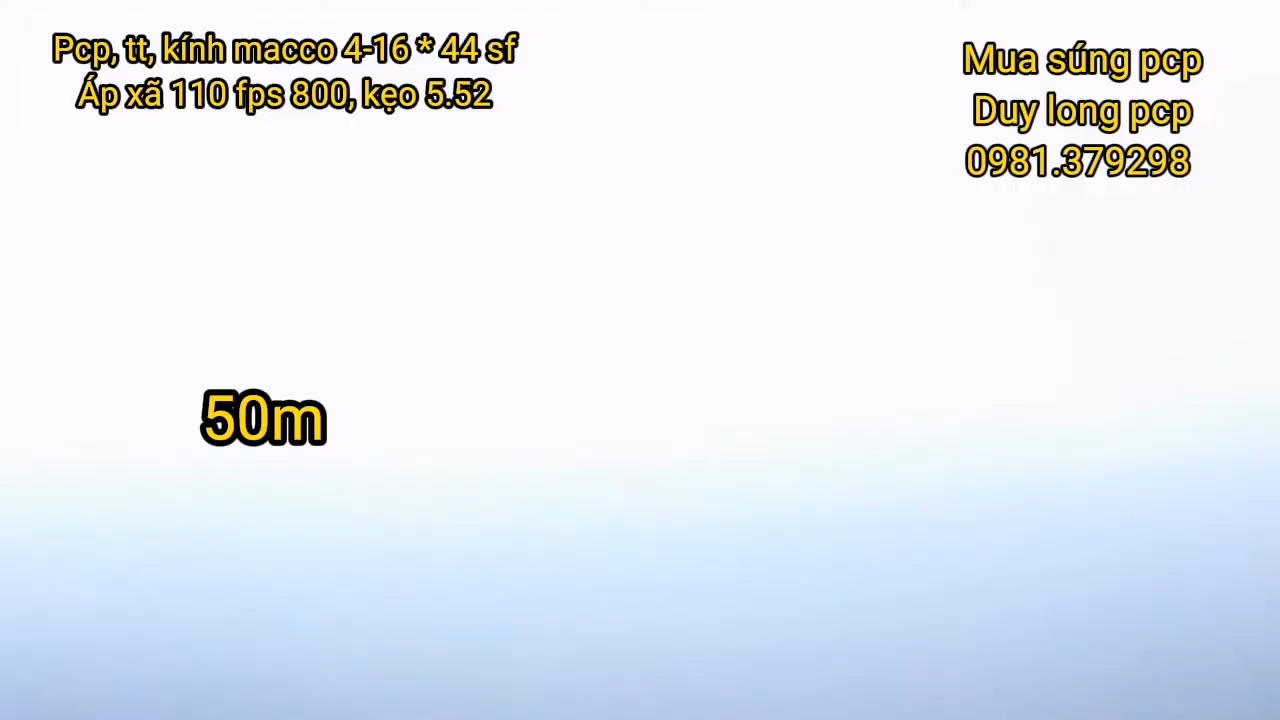 Pcp, tt, kính macco 4-16 * 44 sf
Áp xã 110 fps 800, kẹo 5.52
Mua súng pcp
Duy long pcp
0981.379298
50m